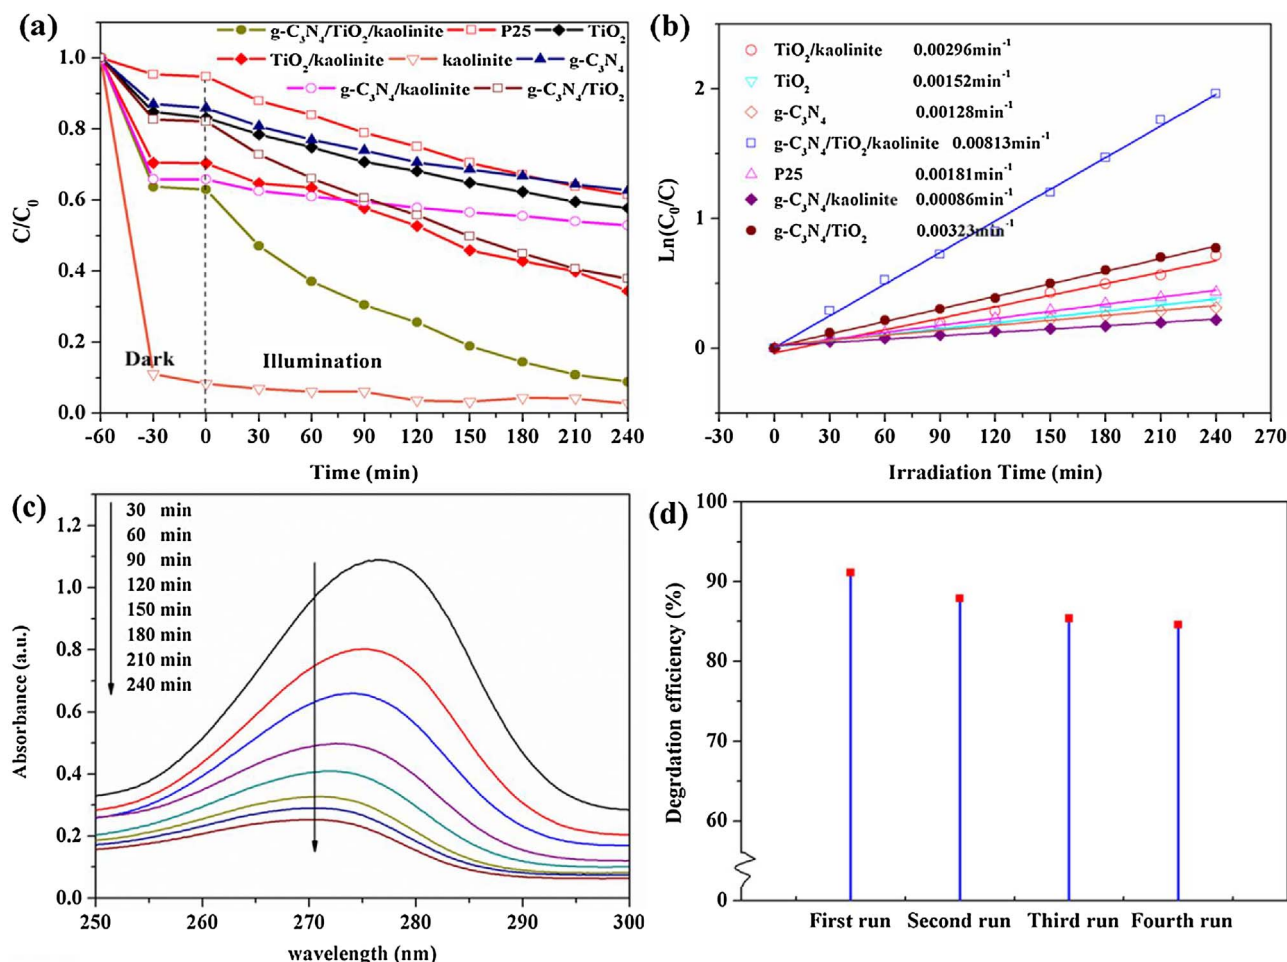 (a)
g-C₃N₄/TiO₂/kaolinite P25 TiO₂
TiO₂/kaolinite kaolinite g-C₃N₄
g-C₃N₄/kaolinite g-C₃N₄/TiO₂
1.0
0.8
0.6
0.4
0.2
0.0
C/C₀
Dark Illumination
-60 -30 0 30 60 90 120 150 180 210 240
Time (min)
(b)
TiO₂/kaolinite 0.00296min⁻¹
TiO₂ 0.00152min⁻¹
g-C₃N₄ 0.00128min⁻¹
g-C₃N₄/TiO₂/kaolinite 0.00813min⁻¹
P25 0.00181min⁻¹
g-C₃N₄/kaolinite 0.00086min⁻¹
g-C₃N₄/TiO₂ 0.00323min⁻¹
2
1
0
Ln(C₀/C)
-30 0 30 60 90 120 150 180 210 240 270
Irradiation Time (min)
(c)
30 min
60 min
90 min
120 min
150 min
180 min
210 min
240 min
1.2
1.0
0.8
0.6
0.4
0.2
0.0
Absorbance (a.u.)
250 260 270 280 290 300
wavelength (nm)
(d)
100
90
80
70
60
0
Degrdation efficiency (%)
First run Second run Third run Fourth run